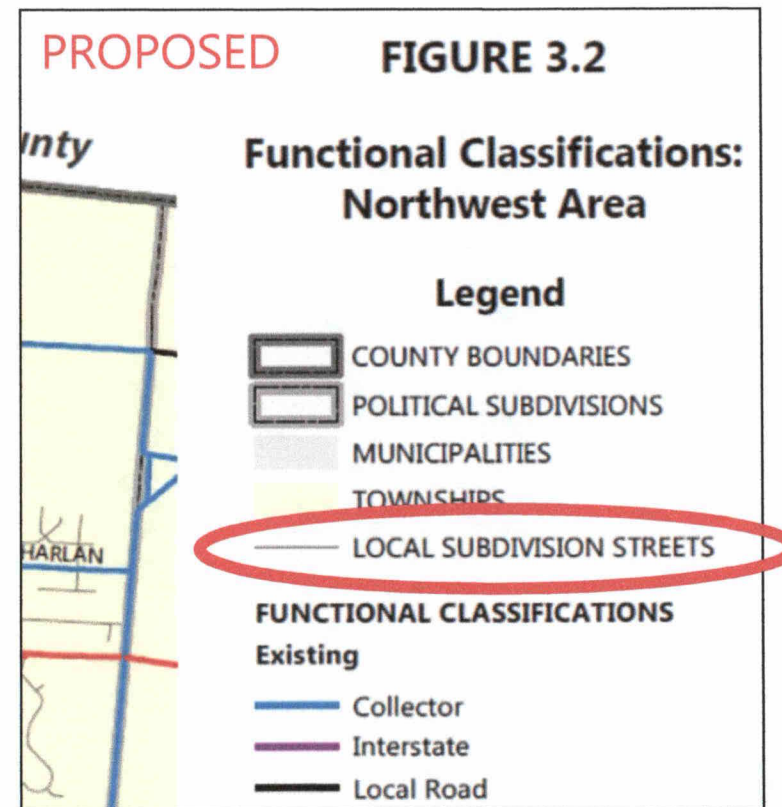 PROPOSED
FIGURE 3.2
unty
Functional Classifications:
Northwest Area
Legend
COUNTY BOUNDARIES
POLITICAL SUBDIVISIONS
MUNICIPALITIES
TOWNSHIPS
HARLAN
LOCAL SUBDIVISION STREETS
FUNCTIONAL CLASSIFICATIONS
Existing
Collector
Interstate
Local Road